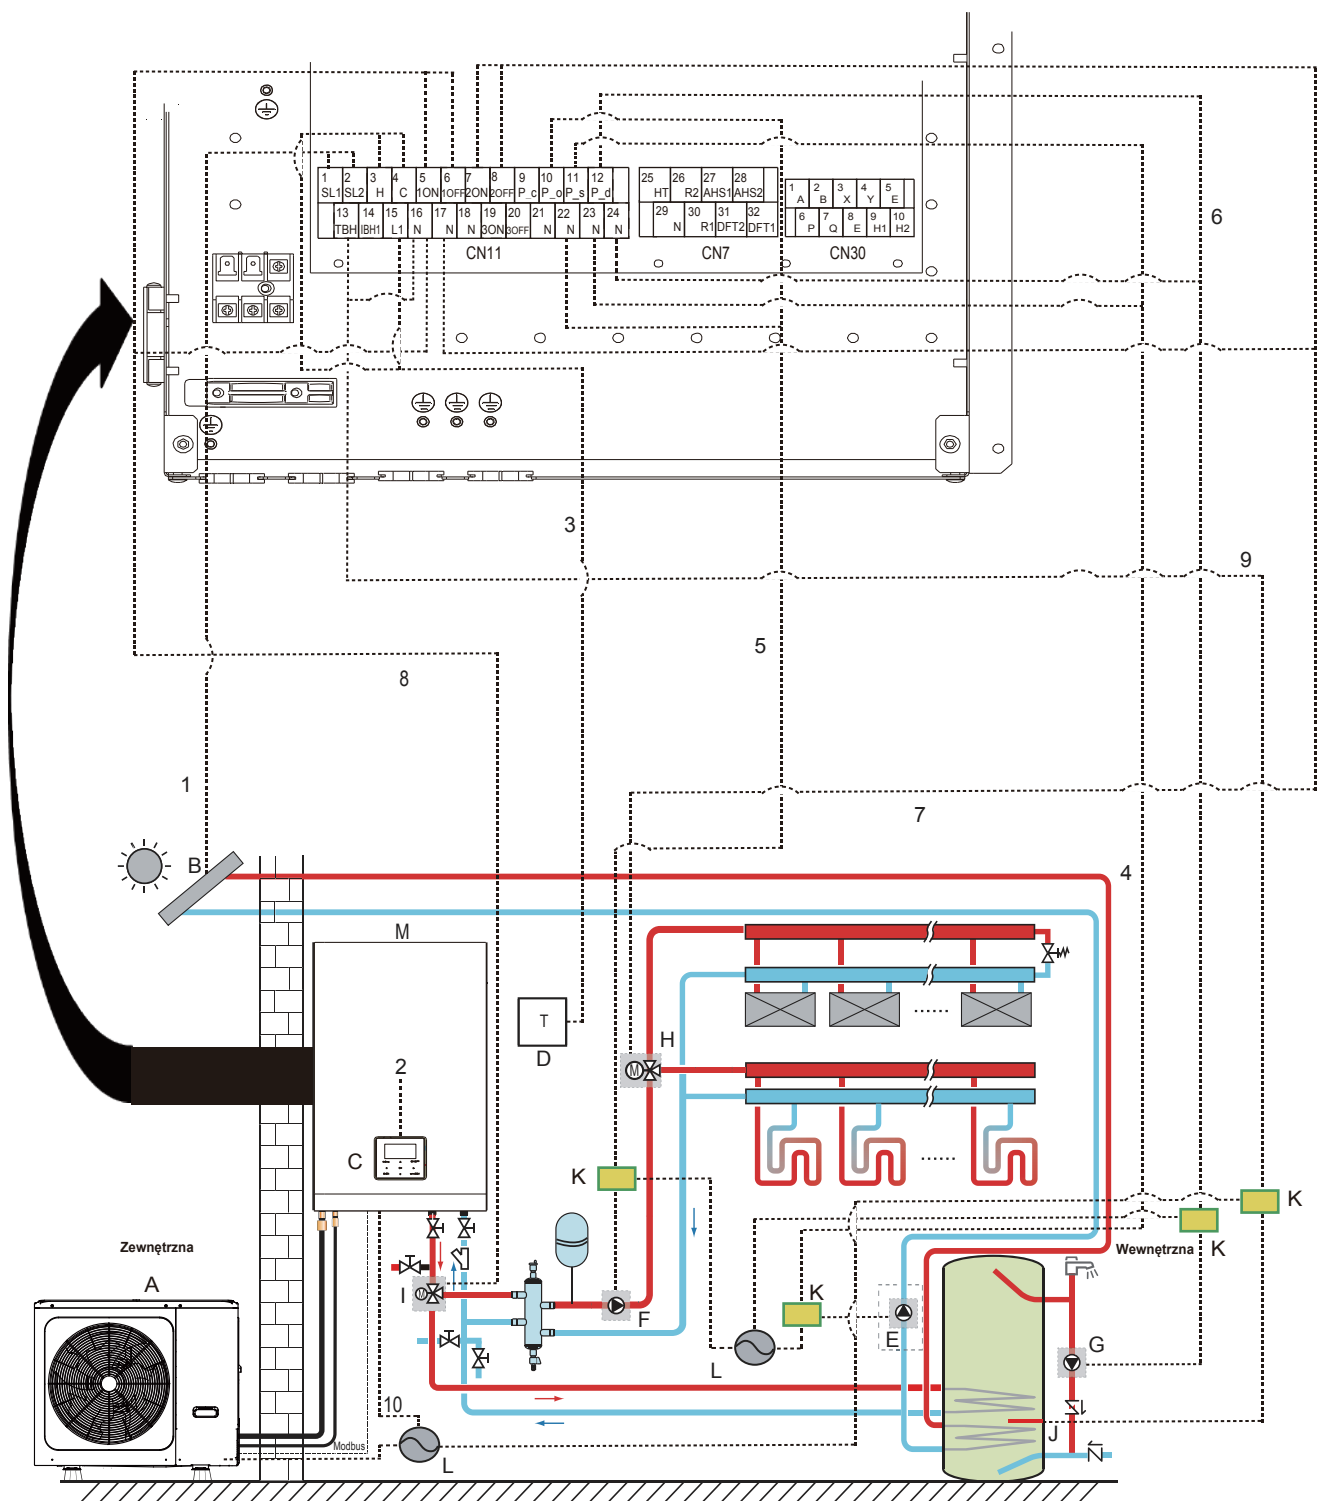 1 2 3 4 5 6 7 8 9 10 11 12
SL1 SL2 H C 1ON 1OFF 2ON 2OFF P_c P_o P_s P_d
13 14 15 16 17 18 19 20 21 22 23 24
TBH IBH1 L1 N N N 3ON 3OFF N N N N
CN11
25 26 27 28
HT R2 AHS1 AHS2
29 30 31 32
N R1 DFT2 DFT1
CN7
1 2 3 4 5
A B X Y E
6 7 8 9 10
P Q E H1 H2
CN30
6
3
9
5
8
1
7
B
4
M
T
D
H
2
C
K
K
K
Zewnętrzna
Wewnętrzna
A
M
I
M
K
F
E
G
L
10
J
Modbus
L